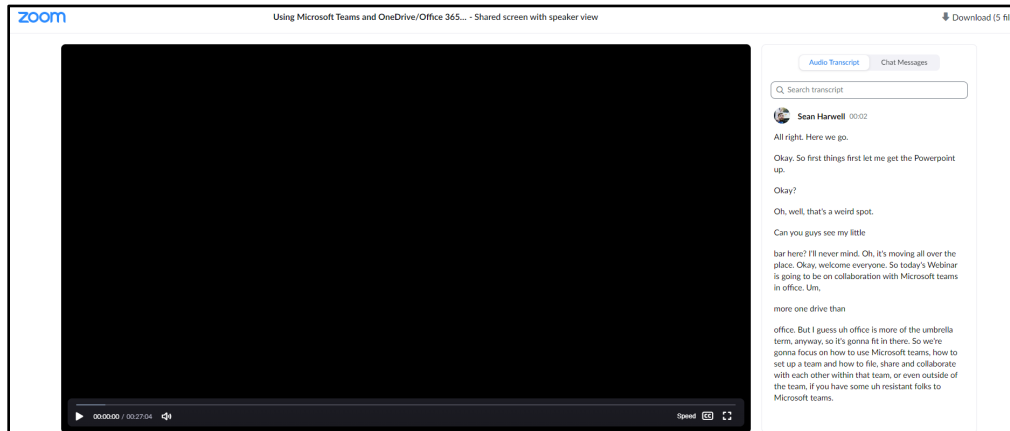 zoom
Using Microsoft Teams and OneDrive/Office 365... - Shared screen with speaker view
Download (5 fil
Audio Transcript Chat Messages
Search transcript
Sean Harwell 00:02
All right. Here we go.
Okay. So first things first let me get the Powerpoint
up.
Okay?
Oh, well, that's a weird spot.
Can you guys see my little
bar here? I'll never mind. Oh, it's moving all over the
place. Okay, welcome everyone. So today's Webinar
is going to be on collaboration with Microsoft teams
in office. Um,
more one drive than
office. But I guess uh office is more of the umbrella
term, anyway, so it's gonna fit in there. So we're
gonna focus on how to use Microsoft teams, how to
set up a team and how to file, share and collaborate
with each other within that team, or even outside of
the team, if you have some uh resistant folks to
Microsoft teams.
00:00:00 / 00:27:04
Speed CC